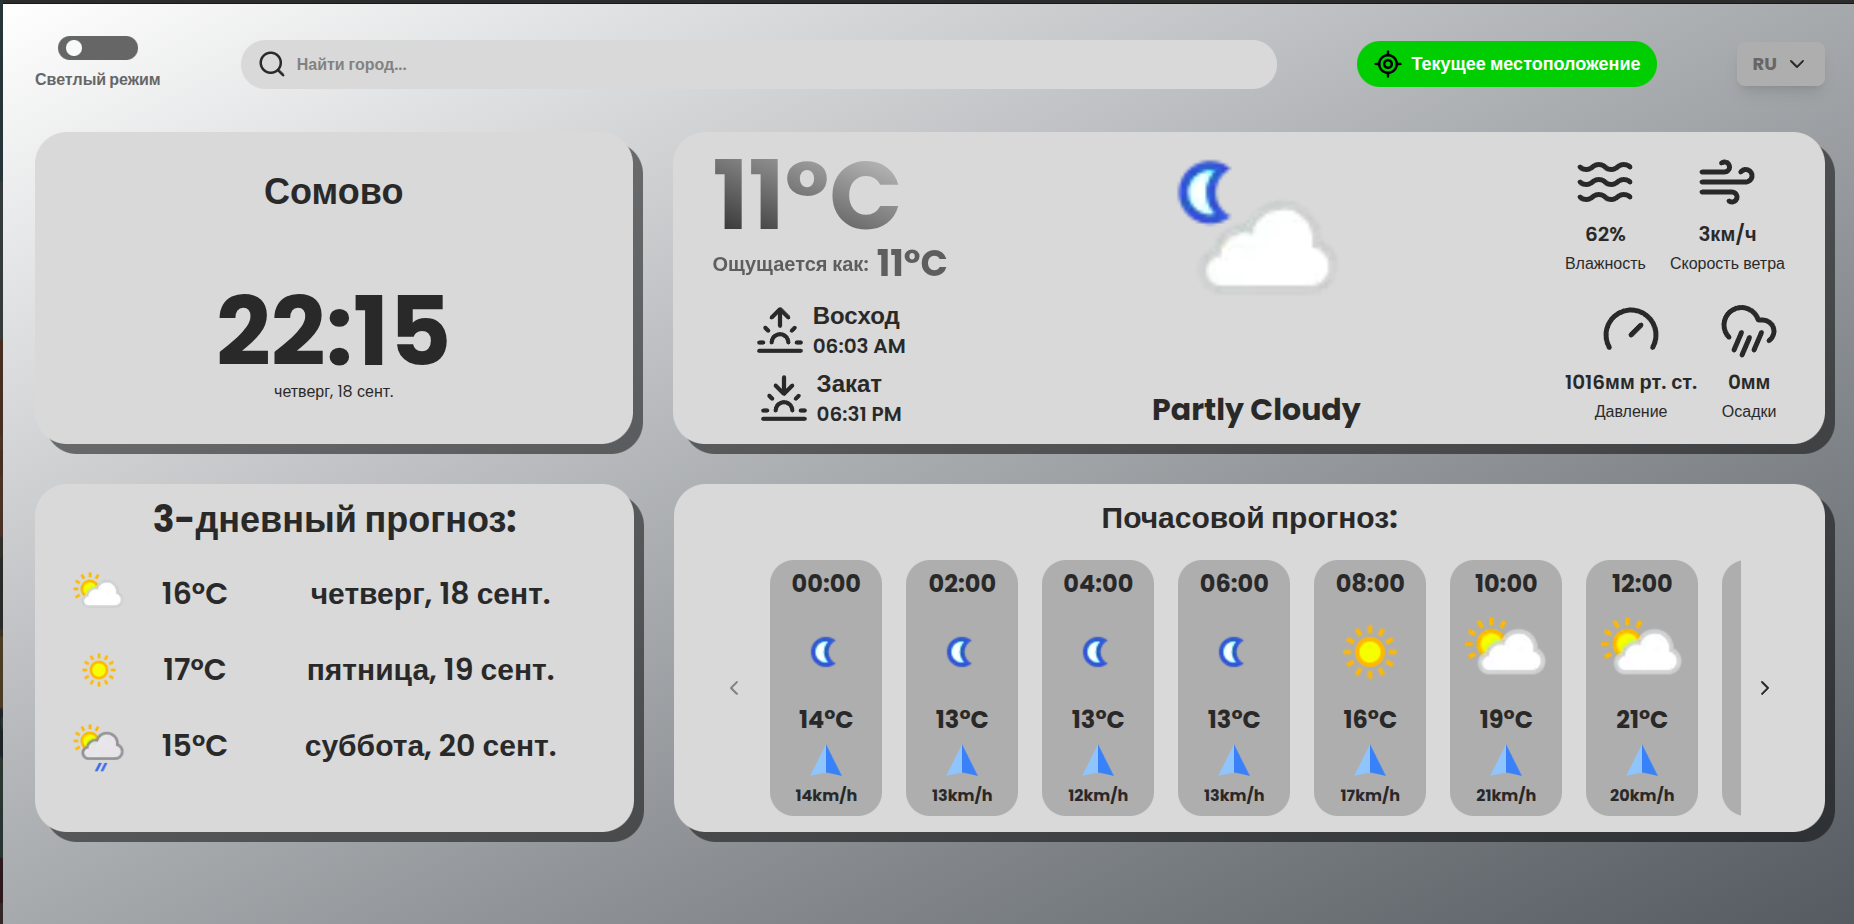 Светлый режим
Найти город...
Текущее местоположение
RU
Сомово
22:15
четверг, 18 сент.
11°C
Ощущается как: 11°C
Восход
06:03 AM
Закат
06:31 PM
Partly Cloudy
62%
Влажность
3км/ч
Скорость ветра
1016мм рт. ст.
Давление
0мм
Осадки
3-дневный прогноз:
16°C четверг, 18 сент.
17°C пятница, 19 сент.
15°C суббота, 20 сент.
Почасовой прогноз:
00:00 02:00 04:00 06:00 08:00 10:00 12:00
14°C 13°C 13°C 13°C 16°C 19°C 21°C
14km/h 13km/h 12km/h 13km/h 17km/h 21km/h 20km/h